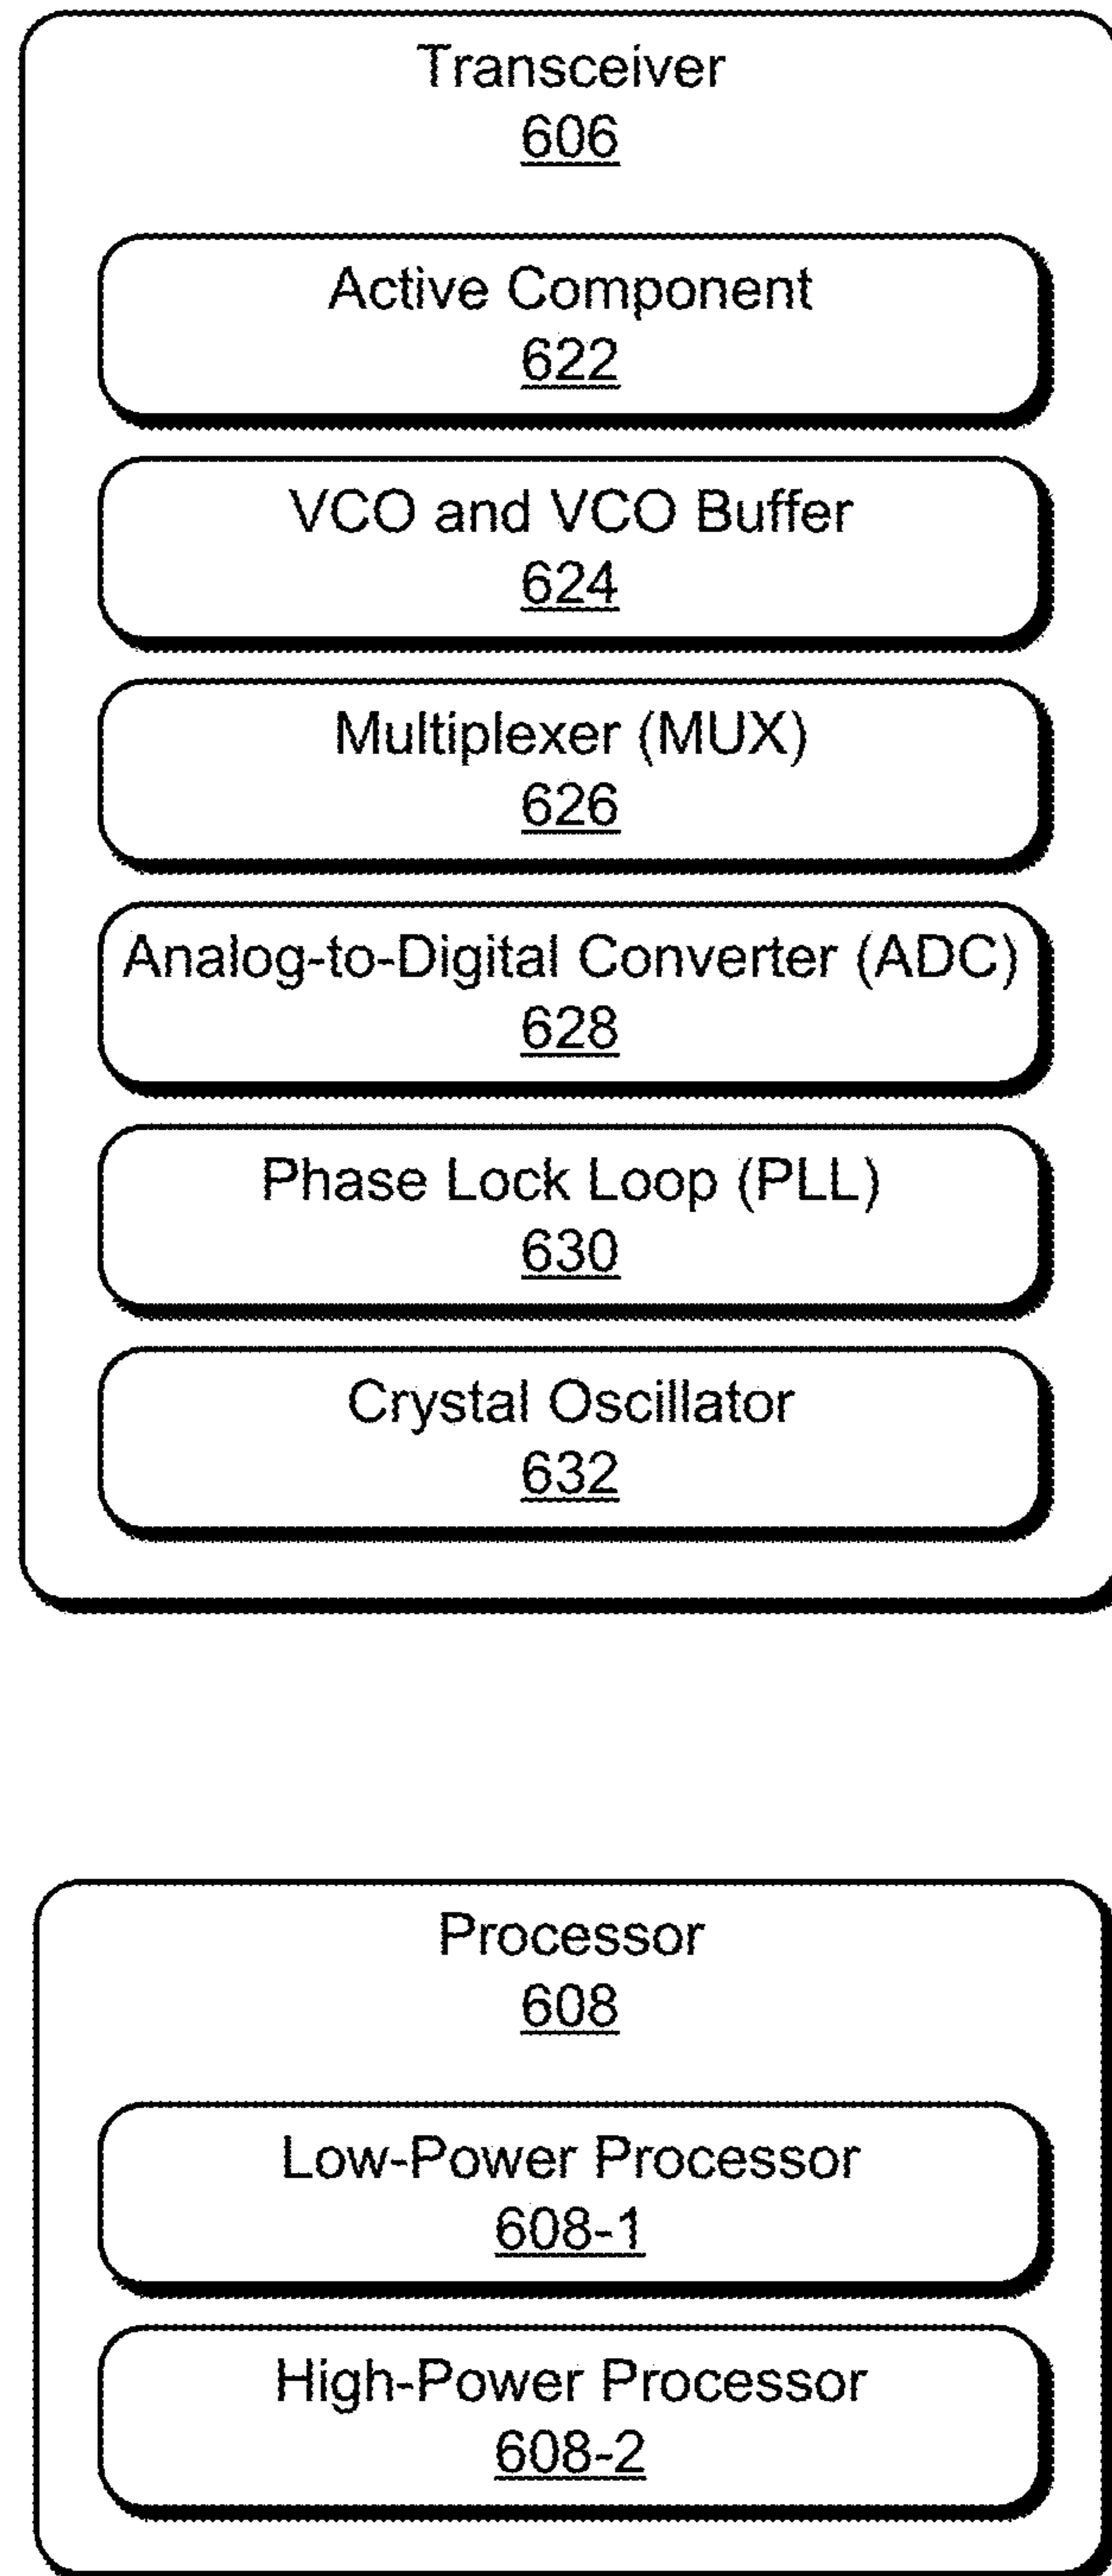 Transceiver
606
Active Component
622
VCO and VCO Buffer
624
Multiplexer (MUX)
626
Analog-to-Digital Converter (ADC)
628
Phase Lock Loop (PLL)
630
Crystal Oscillator
632
Processor
608
Low-Power Processor
608-1
High-Power Processor
608-2